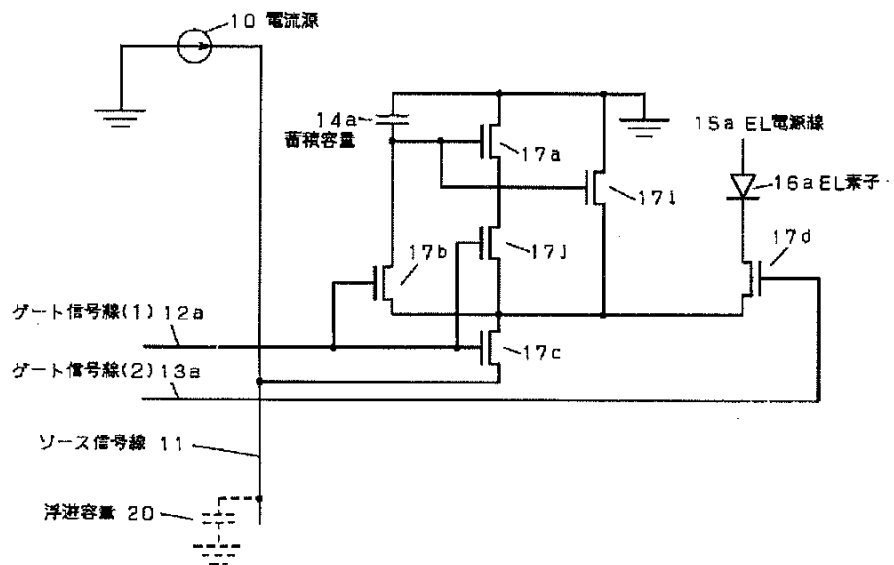 10 電流源
14a
蓄積容量
17a
15a EL電源線
16a EL素子
17i
17d
17b
17j
ゲート信号線(1)12a
17c
ゲート信号線(2)13a
ソース信号線 11
浮遊容量 20